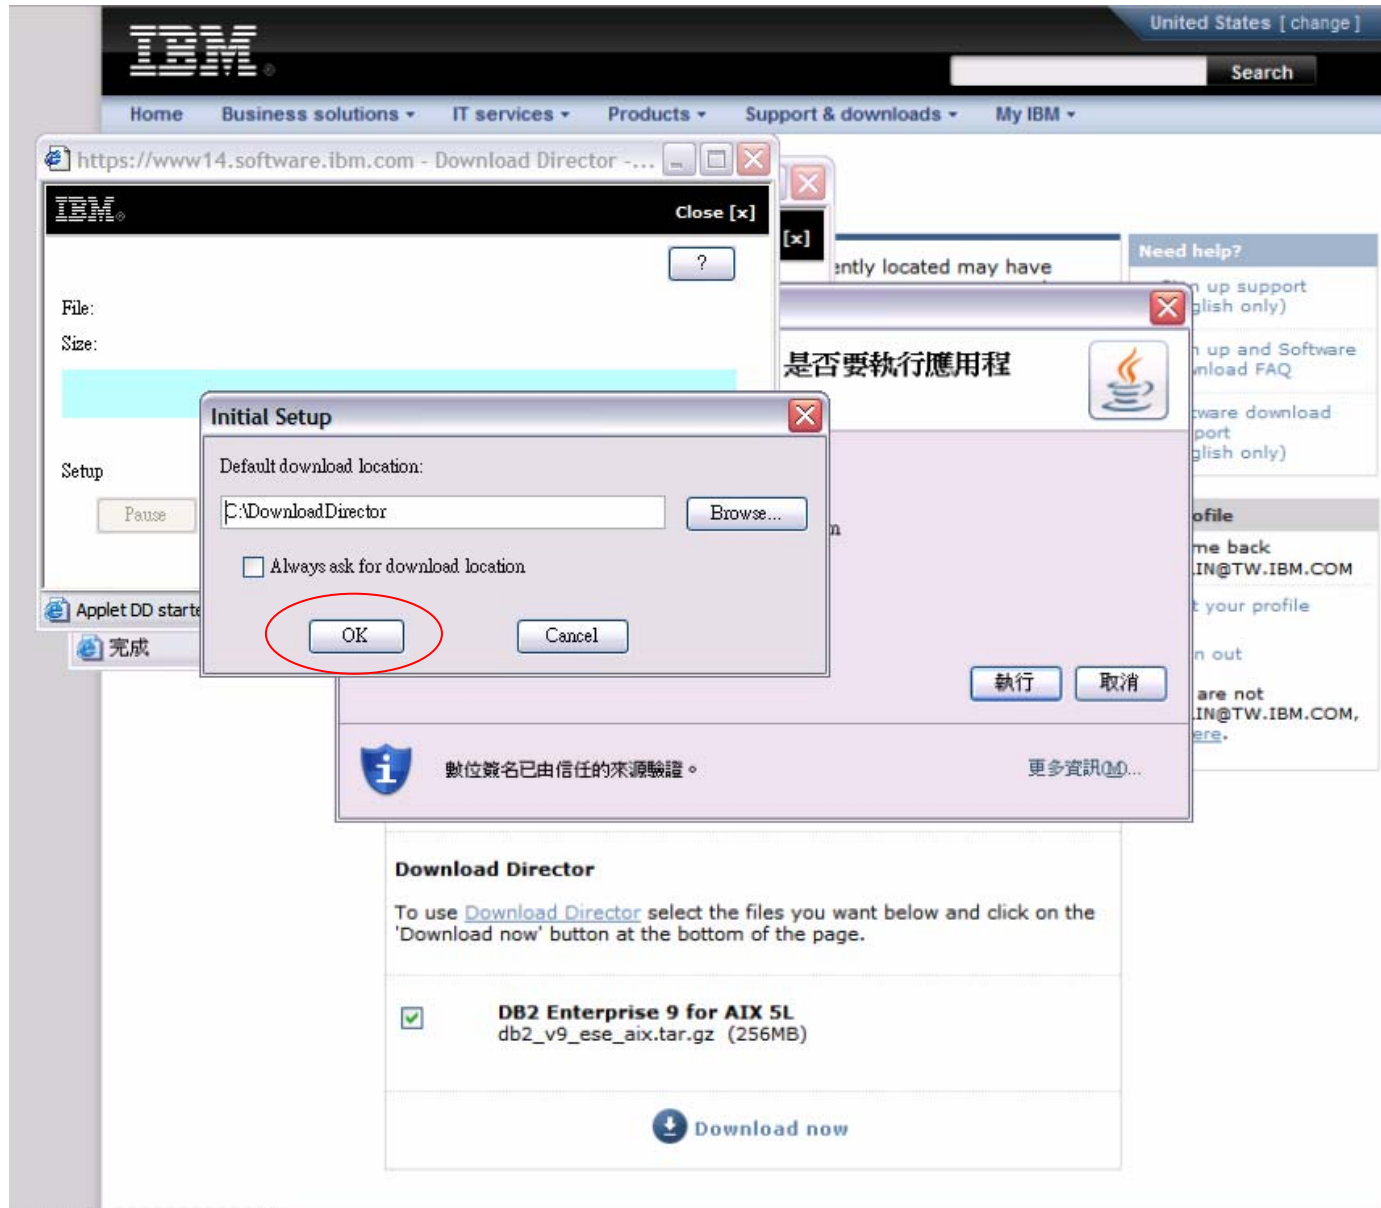 United States [ change ]
IBM®
Search
Home Business solutions IT services Products Support & downloads My IBM
https://www14.software.ibm.com - Download Director -...
IBM®
Close [x]
[x]
?
File:
Size:
Setup
Pause
Applet DD starte
完成
Initial Setup
Default download location:
C:\DownloadDirector
Browse...
Always ask for download location
OK
Cancel
ently located may have
是否要執行應用程
m
執行
取消
數位簽名已由信任的來源驗證。
更多資訊(M)...
Need help?
n up support
glish only)
n up and Software
wnload FAQ
tware download
port
glish only)
ofile
me back
LIN@TW.IBM.COM
t your profile
n out
are not
LIN@TW.IBM.COM,
ere.
Download Director
To use Download Director select the files you want below and click on the
'Download now' button at the bottom of the page.
DB2 Enterprise 9 for AIX 5L
db2_v9_ese_aix.tar.gz (256MB)
Download now